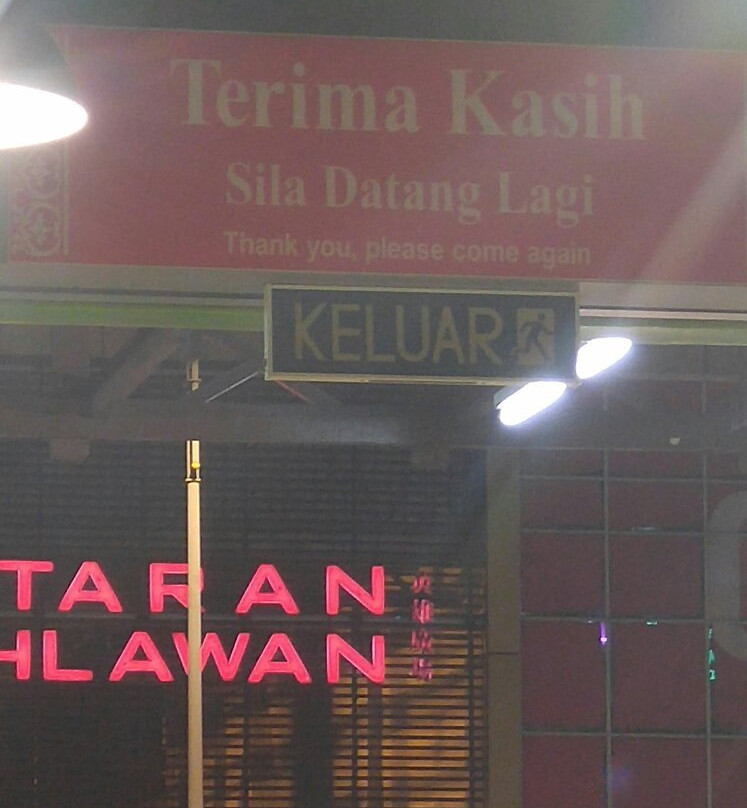 Terima Kasih
Sila Datang Lagi
Thank you, please come again
KELUAR
TARAN
HLAWAN